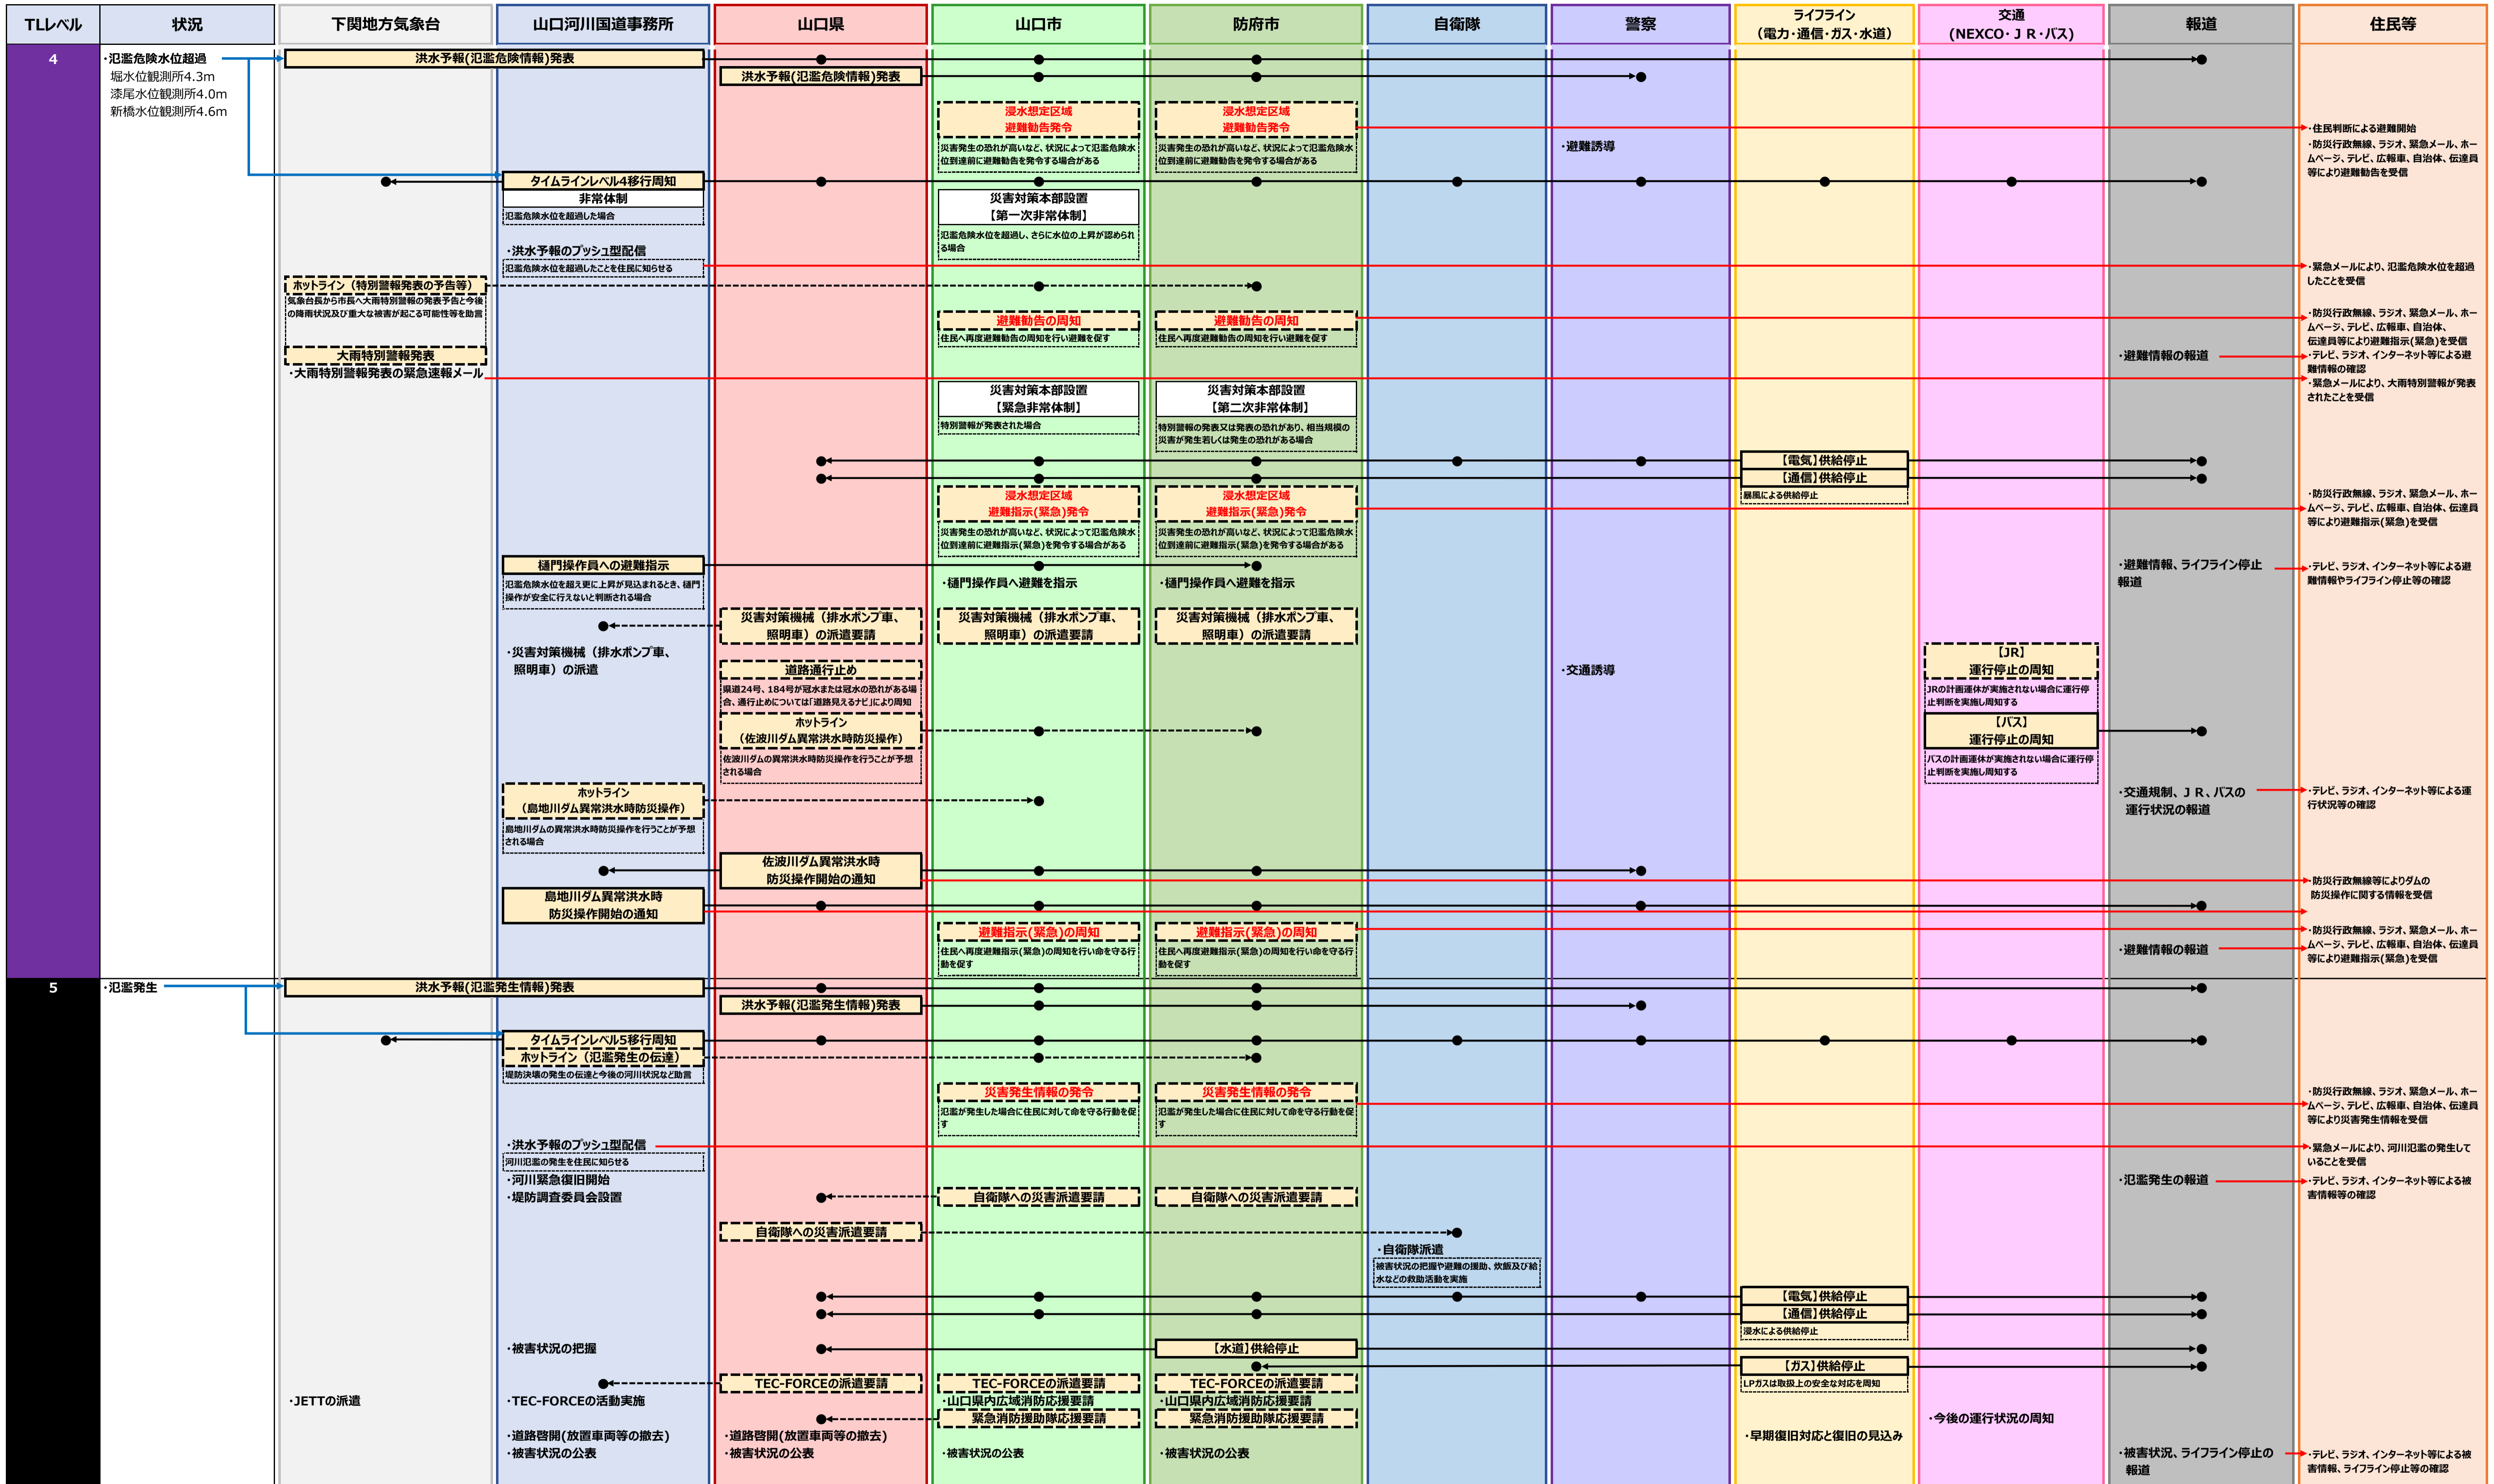 TLレベル
状況
下関地方気象台
山口河川国道事務所
山口県
山口市
防府市
自衛隊
警察
ライフライン
（電力・通信・ガス・水道）
交通
(NEXCO・ＪＲ・バス)
報道
住民等
4
・氾濫危険水位超過
堀水位観測所4.3m
漆尾水位観測所4.0m
新橋水位観測所4.6m
洪水予報(氾濫危険情報)発表
洪水予報(氾濫危険情報)発表
浸水想定区域
避難勧告発令
災害発生の恐れが高いなど、状況によって氾濫危険水
位到達前に避難勧告を発令する場合がある
浸水想定区域
避難勧告発令
災害発生の恐れが高いなど、状況によって氾濫危険水
位到達前に避難勧告を発令する場合がある
・避難誘導
・住民判断による避難開始
・防災行政無線、ラジオ、緊急メール、ホー
ムページ、テレビ、広報車、自治体、伝達員
等により避難勧告を受信
タイムラインレベル4移行周知
非常体制
氾濫危険水位を超過した場合
災害対策本部設置
【第一次非常体制】
氾濫危険水位を超過し、さらに水位の上昇が認められ
る場合
・洪水予報のプッシュ型配信
氾濫危険水位を超過したことを住民に知らせる
・緊急メールにより、氾濫危険水位を超過
したことを受信
ホットライン（特別警報発表の予告等）
気象台長から市長へ大雨特別警報の発表予告と今後
の降雨状況及び重大な被害が起こる可能性等を助言
避難勧告の周知
住民へ再度避難勧告の周知を行い避難を促す
避難勧告の周知
住民へ再度避難勧告の周知を行い避難を促す
・防災行政無線、ラジオ、緊急メール、ホー
ムページ、テレビ、広報車、自治体、
伝達員等により避難指示(緊急)を受信
大雨特別警報発表
・大雨特別警報発表の緊急速報メール
・避難情報の報道
・テレビ、ラジオ、インターネット等による避
難情報の確認
・緊急メールにより、大雨特別警報が発表
されたことを受信
災害対策本部設置
【緊急非常体制】
特別警報が発表された場合
災害対策本部設置
【第二次非常体制】
特別警報の発表又は発表の恐れがあり、相当規模の
災害が発生若しくは発生の恐れがある場合
【電気】供給停止
【通信】供給停止
暴風による供給停止
浸水想定区域
避難指示(緊急)発令
災害発生の恐れが高いなど、状況によって氾濫危険水
位到達前に避難指示(緊急)を発令する場合がある
浸水想定区域
避難指示(緊急)発令
災害発生の恐れが高いなど、状況によって氾濫危険水
位到達前に避難指示(緊急)を発令する場合がある
・防災行政無線、ラジオ、緊急メール、ホー
ムページ、テレビ、広報車、自治体、伝達員
等により避難指示(緊急)を受信
樋門操作員への避難指示
氾濫危険水位を超え更に上昇が見込まれるとき、樋門
操作が安全に行えないと判断される場合
・樋門操作員へ避難を指示
・樋門操作員へ避難を指示
・避難情報、ライフライン停止
報道
・テレビ、ラジオ、インターネット等による避
難情報やライフライン停止等の確認
災害対策機械（排水ポンプ車、
照明車）の派遣要請
災害対策機械（排水ポンプ車、
照明車）の派遣要請
災害対策機械（排水ポンプ車、
照明車）の派遣要請
・災害対策機械（排水ポンプ車、
照明車）の派遣
道路通行止め
県道24号、184号が冠水または冠水の恐れがある場
合、通行止めについては「道路見えるナビ」により周知
・交通誘導
【JR】
運行停止の周知
JRの計画運休が実施されない場合に運行停
止判断を実施し周知する
ホットライン
（佐波川ダム異常洪水時防災操作）
佐波川ダムの異常洪水時防災操作を行うことが予想
される場合
【バス】
運行停止の周知
バスの計画運休が実施されない場合に運行停
止判断を実施し周知する
ホットライン
（島地川ダム異常洪水時防災操作）
島地川ダムの異常洪水時防災操作を行うことが予想
される場合
・交通規制、ＪＲ、バスの
運行状況の報道
・テレビ、ラジオ、インターネット等による運
行状況等の確認
佐波川ダム異常洪水時
防災操作開始の通知
島地川ダム異常洪水時
防災操作開始の通知
・防災行政無線等によりダムの
防災操作に関する情報を受信
避難指示(緊急)の周知
住民へ再度避難指示(緊急)の周知を行い命を守る行
動を促す
避難指示(緊急)の周知
住民へ再度避難指示(緊急)の周知を行い命を守る行
動を促す
・避難情報の報道
・防災行政無線、ラジオ、緊急メール、ホー
ムページ、テレビ、広報車、自治体、伝達員
等により避難指示(緊急)を受信
5
・氾濫発生
洪水予報(氾濫発生情報)発表
洪水予報(氾濫発生情報)発表
タイムラインレベル5移行周知
ホットライン（氾濫発生の伝達）
堤防決壊の発生の伝達と今後の河川状況など助言
災害発生情報の発令
氾濫が発生した場合に住民に対して命を守る行動を促
す
災害発生情報の発令
氾濫が発生した場合に住民に対して命を守る行動を促
す
・防災行政無線、ラジオ、緊急メール、ホー
ムページ、テレビ、広報車、自治体、伝達員
等により災害発生情報を受信
・洪水予報のプッシュ型配信
河川氾濫の発生を住民に知らせる
・緊急メールにより、河川氾濫の発生して
いることを受信
・河川緊急復旧開始
・堤防調査委員会設置
自衛隊への災害派遣要請
自衛隊への災害派遣要請
・氾濫発生の報道
・テレビ、ラジオ、インターネット等による被
害情報等の確認
自衛隊への災害派遣要請
・自衛隊派遣
被害状況の把握や避難の援助、炊飯及び給
水などの救助活動を実施
【電気】供給停止
【通信】供給停止
浸水による供給停止
・被害状況の把握
【水道】供給停止
【ガス】供給停止
LPガスは取扱上の安全な対応を周知
TEC-FORCEの派遣要請
TEC-FORCEの派遣要請
TEC-FORCEの派遣要請
・JETTの派遣
・TEC-FORCEの活動実施
・山口県内広域消防応援要請
・山口県内広域消防応援要請
緊急消防援助隊応援要請
緊急消防援助隊応援要請
・今後の運行状況の周知
・道路啓開(放置車両等の撤去)
・道路啓開(放置車両等の撤去)
・早期復旧対応と復旧の見込み
・被害状況の公表
・被害状況の公表
・被害状況の公表
・被害状況の公表
・被害状況、ライフライン停止の
報道
・テレビ、ラジオ、インターネット等による被
害情報、ライフライン停止等の確認